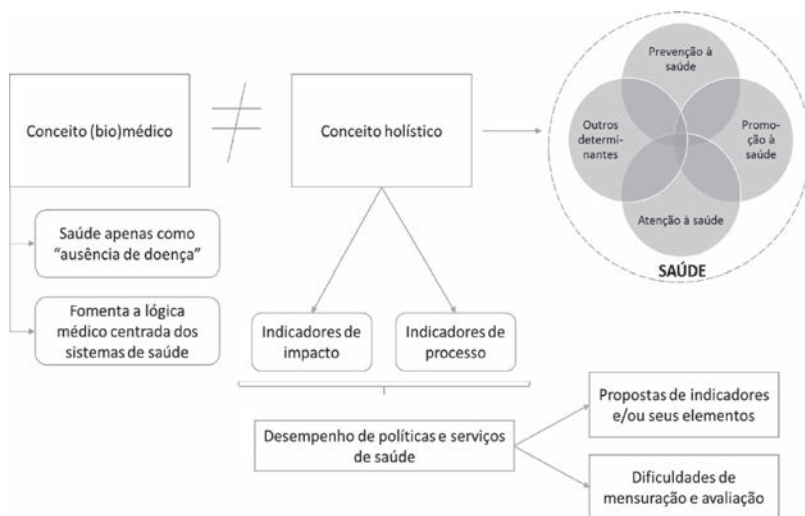 Conceito (bio)médico
≠
Conceito holístico
Prevenção à
saúde
Outros
determi-
nantes
Promo-
ção à
saúde
Atenção à saúde
SAÚDE
Saúde apenas como
“ausência de doença”
Fomenta a lógica
médico centrada dos
sistemas de saúde
Indicadores de
impacto
Indicadores de
processo
Desempenho de políticas e serviços
de saúde
Propostas de indicadores
e/ou seus elementos
Dificuldades de
mensuração e avaliação